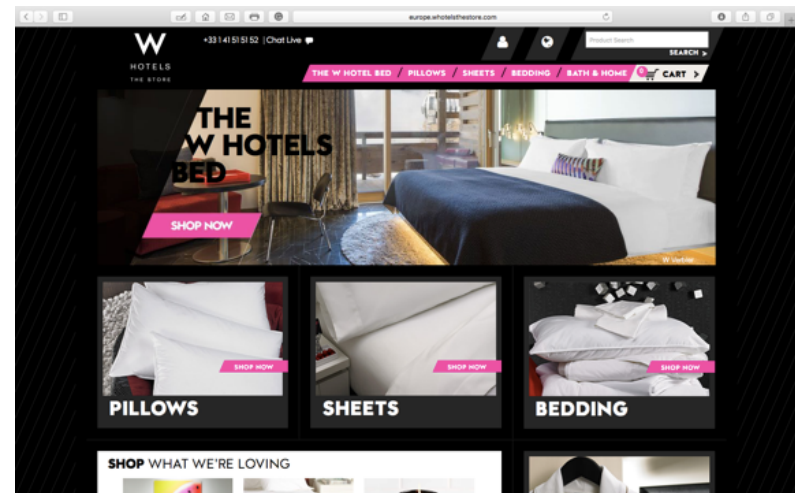 europe.whotelsthestore.com
W
HOTELS
THE STORE
+33 1 41 51 51 52 | Chat Live
Product Search
SEARCH >
THE W HOTEL BED / PILLOWS / SHEETS / BEDDING / BATH & HOME
0 CART >
THE
W HOTELS
BED
SHOP NOW
W Verbier
SHOP NOW
PILLOWS
SHOP NOW
SHEETS
SHOP NOW
BEDDING
SHOP WHAT WE'RE LOVING